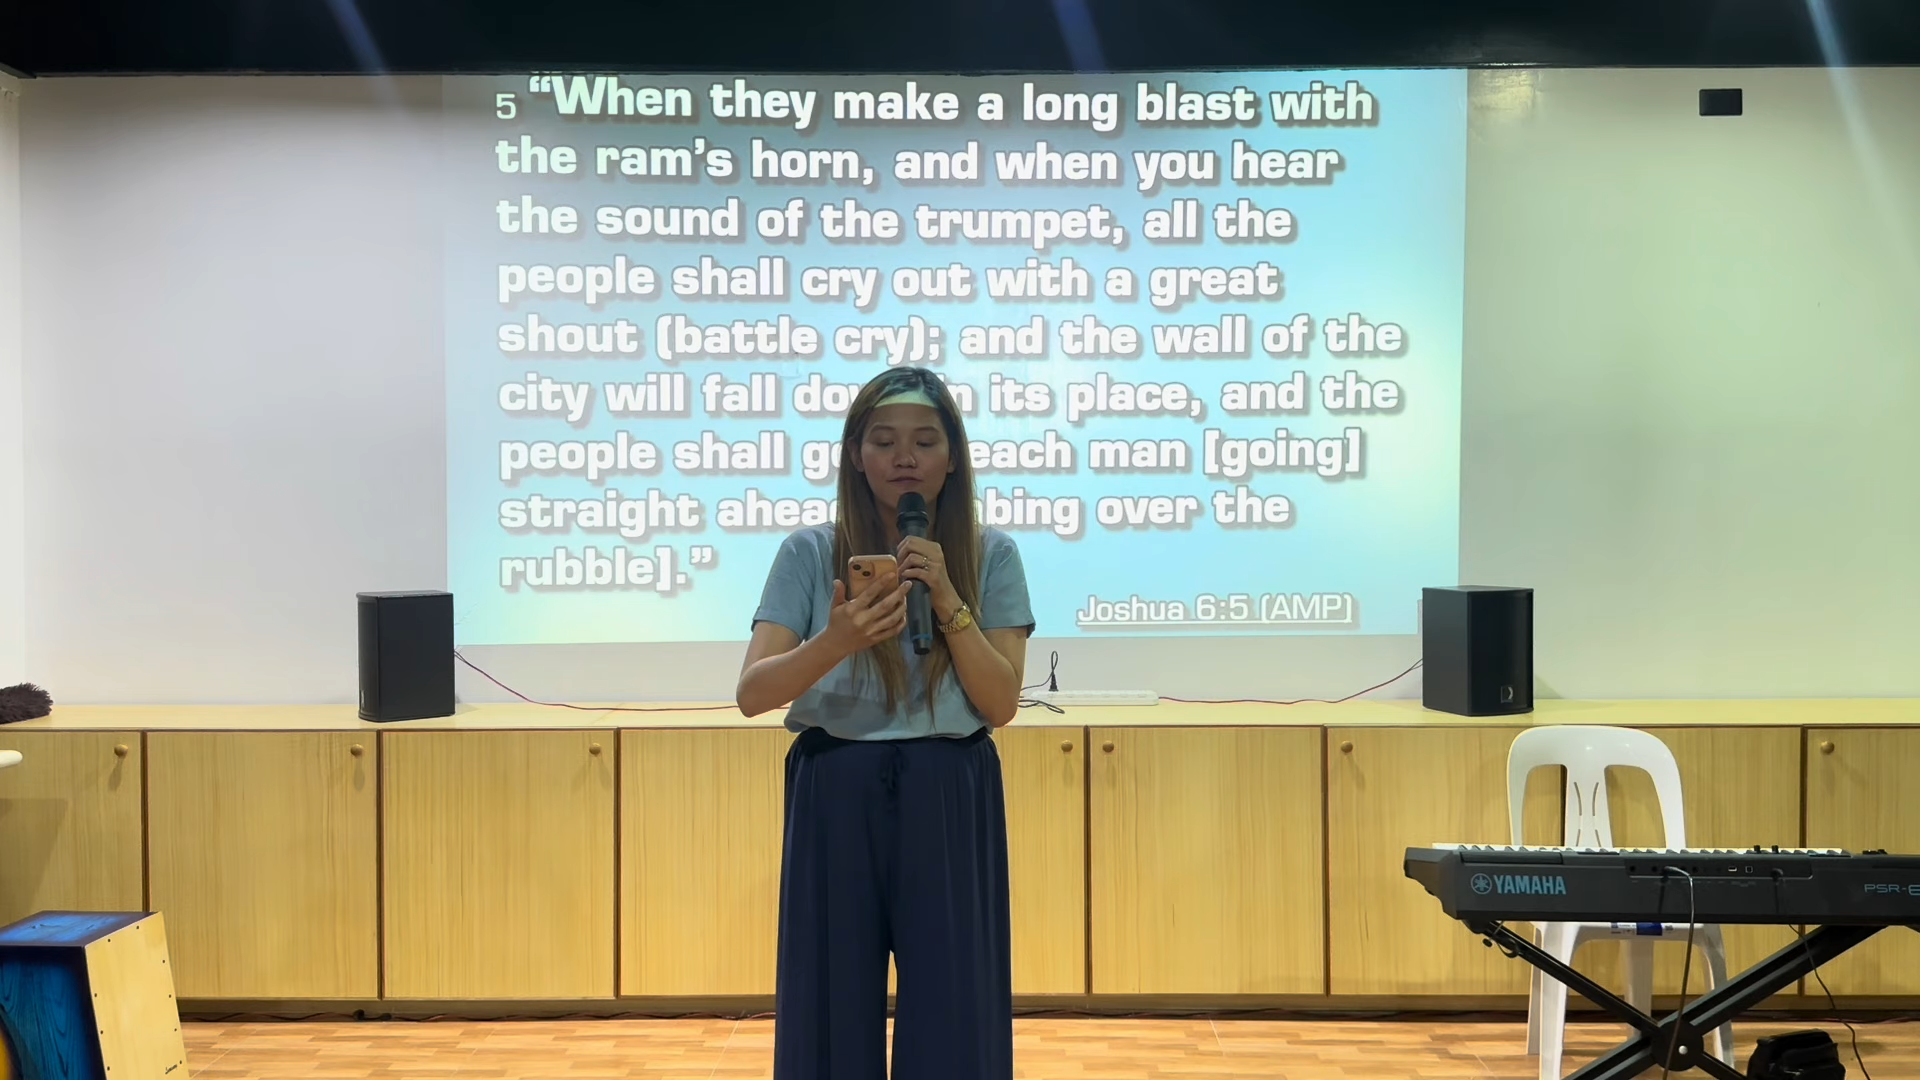 5 “When they make a long blast with
the ram’s horn, and when you hear
the sound of the trumpet, all the
people shall cry out with a great
shout (battle cry); and the wall of the
city will fall in its place, and the
people shall each man [going]
straight over the
rubble].”
Joshua 6:5 (AMP)
YAMAHA
PSR-